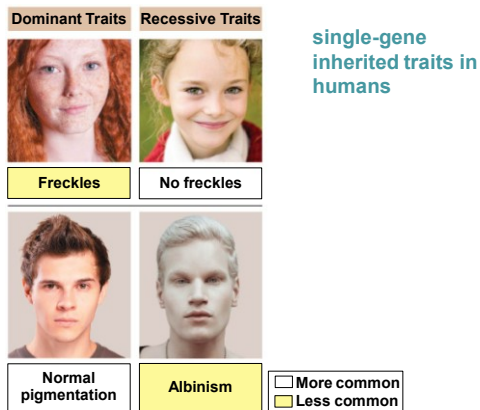 Dominant Traits Recessive Traits
single-gene
inherited traits in
humans
Freckles No freckles
Normal
pigmentation
Albinism
More common
Less common